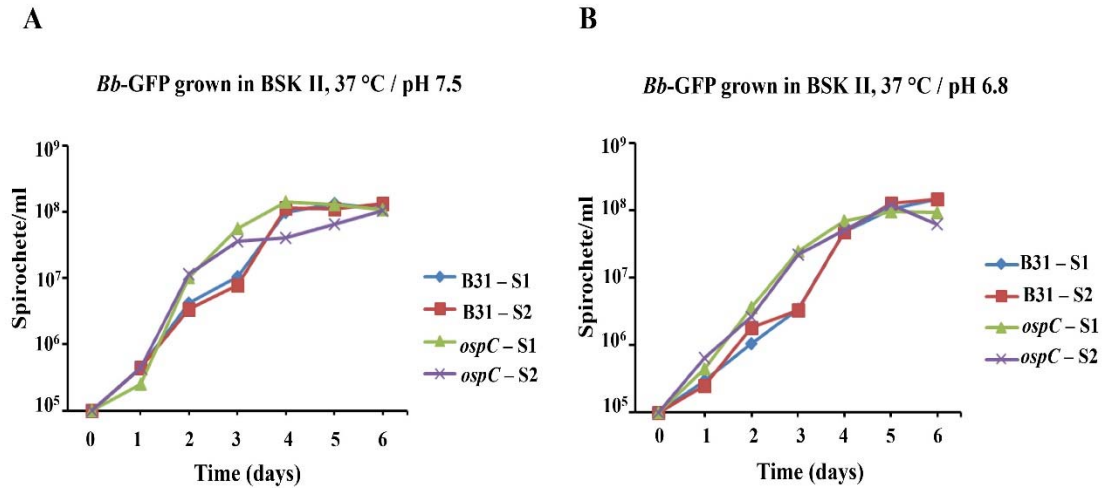 A
Bb-GFP grown in BSK II, 37 °C / pH 7.5
Spirochete/ml
10⁹
10⁸
10⁷
10⁶
10⁵
0 1 2 3 4 5 6
Time (days)
B31 – S1
B31 – S2
ospC – S1
ospC – S2
B
Bb-GFP grown in BSK II, 37 °C / pH 6.8
Spirochete/ml
10⁹
10⁸
10⁷
10⁶
10⁵
0 1 2 3 4 5 6
Time (days)
B31 – S1
B31 – S2
ospC – S1
ospC – S2